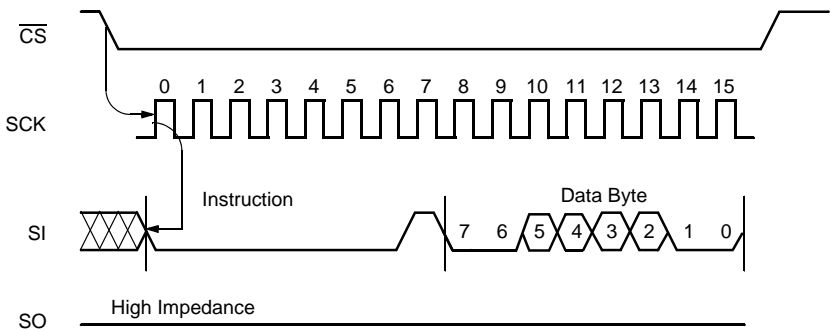 CS
0 1 2 3 4 5 6 7 8 9 10 11 12 13 14 15
SCK
Instruction
Data Byte
SI
7 6 5 4 3 2 1 0
High Impedance
SO